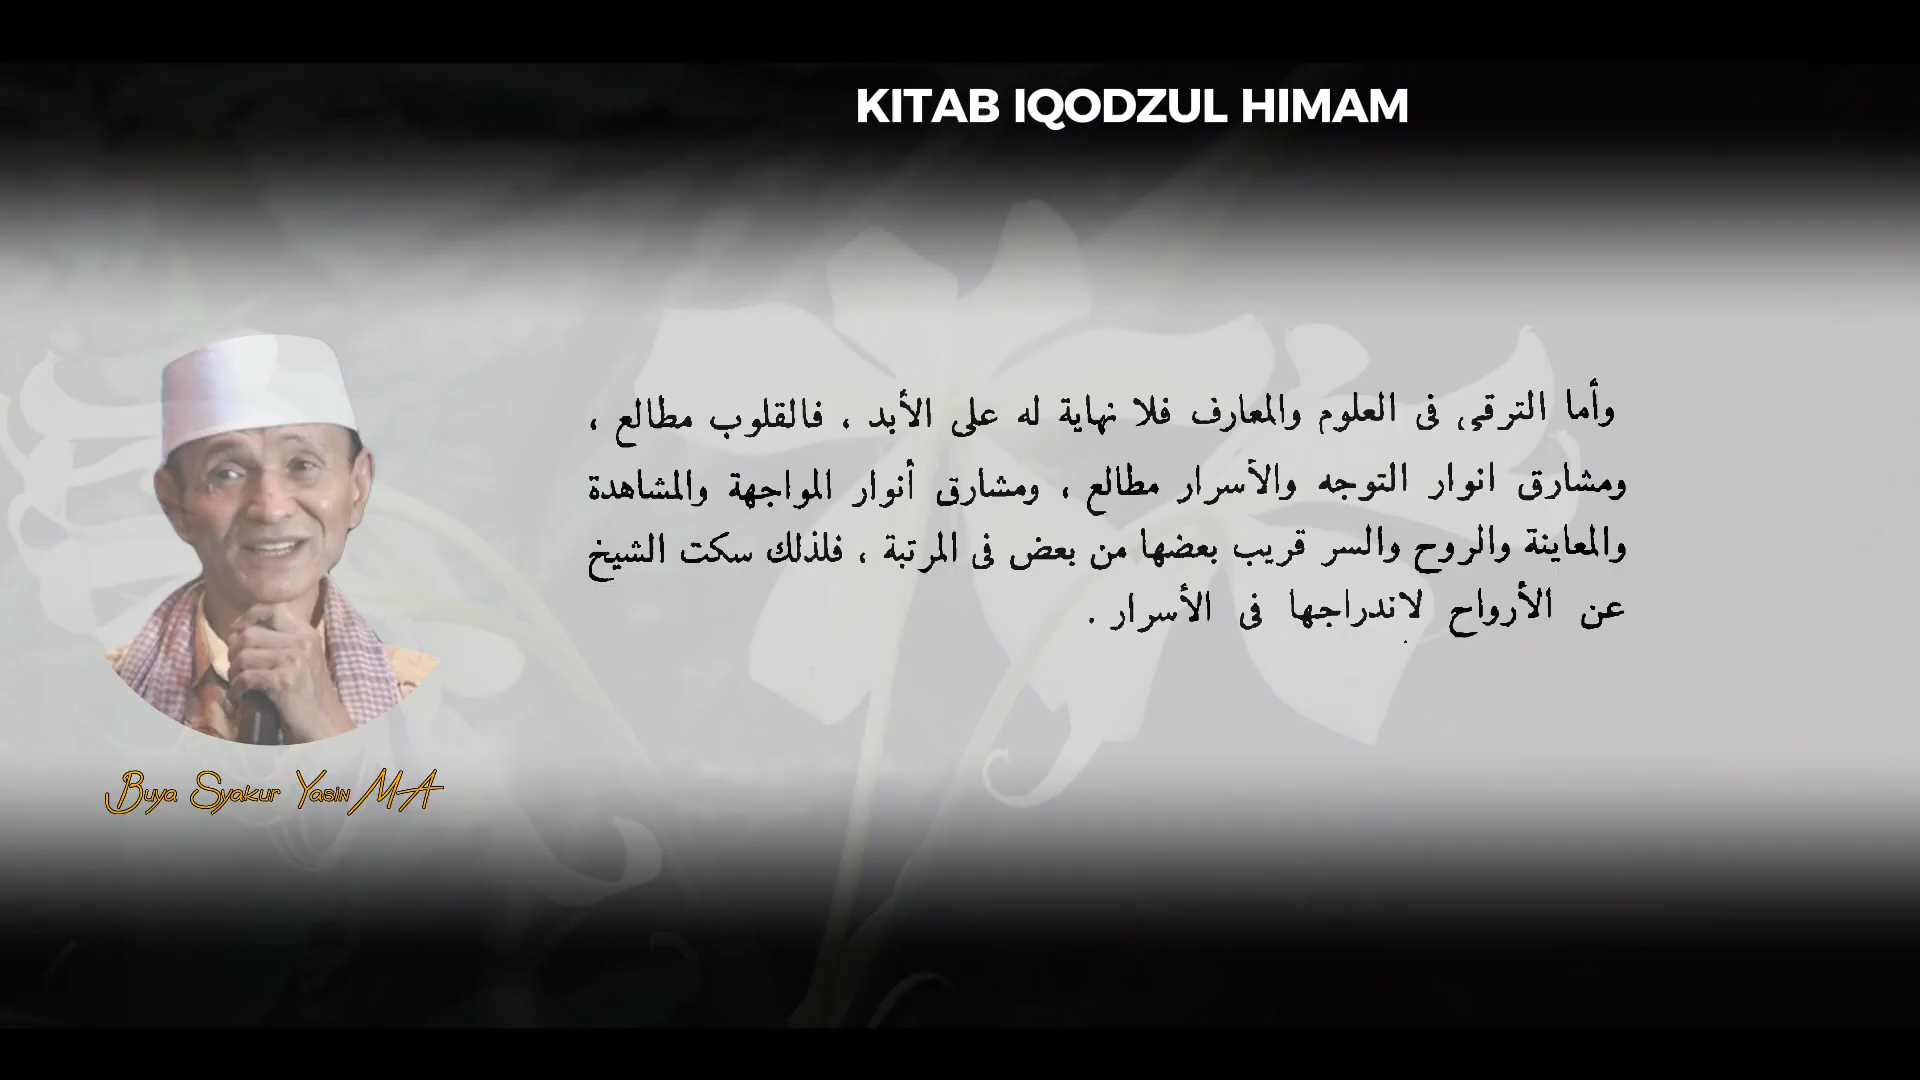 KITAB IQODZUL HIMAM
وأما الترقى فى العلوم والمعارف فلا نهاية له على الأبد ، فالقلوب مطالع ،
ومشارق انوار التوجه والأسرار مطالع ، ومشارق أنوار المواجهة والمشاهدة
والمعاينة والروح والسر قريب بعضها من بعض فى المرتبة ، فلذلك سكت الشيخ
عن الأرواح لاندراجها فى الأسرار .
Buya Syakur Yasin MA